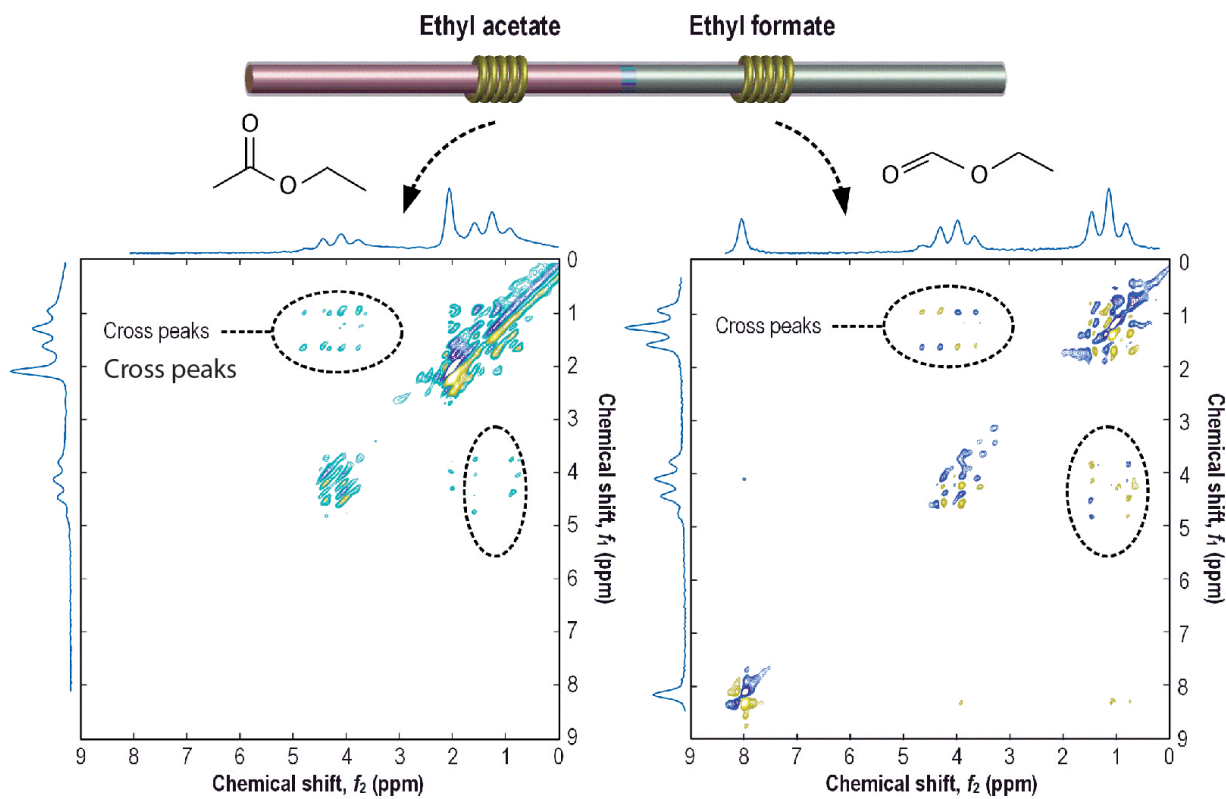 Ethyl acetate
Ethyl formate
O
O
O
O
Cross peaks
Cross peaks
0
1
2
3
4
5
6
7
8
9
Chemical shift, f1 (ppm)
9 8 7 6 5 4 3 2 1 0
Chemical shift, f2 (ppm)
Cross peaks
0
1
2
3
4
5
6
7
8
9
Chemical shift, f1 (ppm)
9 8 7 6 5 4 3 2 1 0
Chemical shift, f2 (ppm)